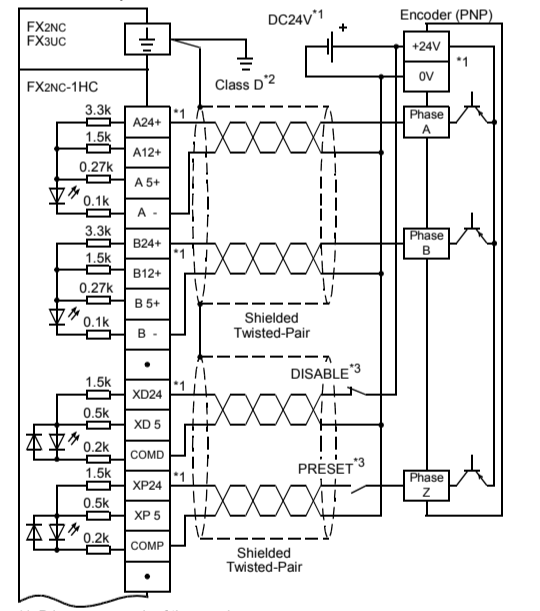 DC24V*1
+
Encoder (PNP)
FX2NC
FX3UC
+24V
0V
*1
Class D*2
FX2NC-1HC
3.3k
A24+
*1
Phase
A
1.5k
A12+
0.27k
A 5+
0.1k
A -
3.3k
B24+
*1
Phase
B
1.5k
B12+
0.27k
B 5+
0.1k
B -
Shielded
Twisted-Pair
•
DISABLE*3
1.5k
XD24
*1
0.5k
XD 5
0.2k
COMD
PRESET*3
1.5k
XP24
*1
Phase
Z
0.5k
XP 5
0.2k
COMP
Shielded
Twisted-Pair
•